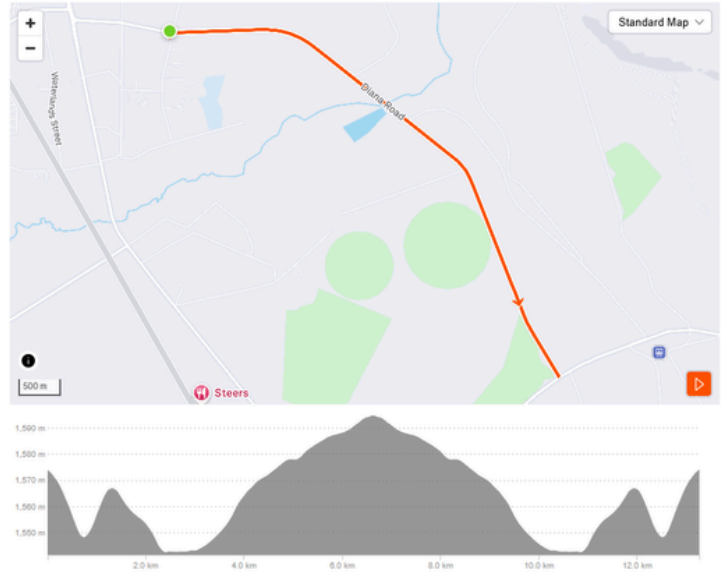 +
−
Standard Map
Witterlands Street
Diana Road
500 m
Steers
1,590 m
1,580 m
1,570 m
1,560 m
1,550 m
2.0 km
4.0 km
6.0 km
8.0 km
10.0 km
12.0 km